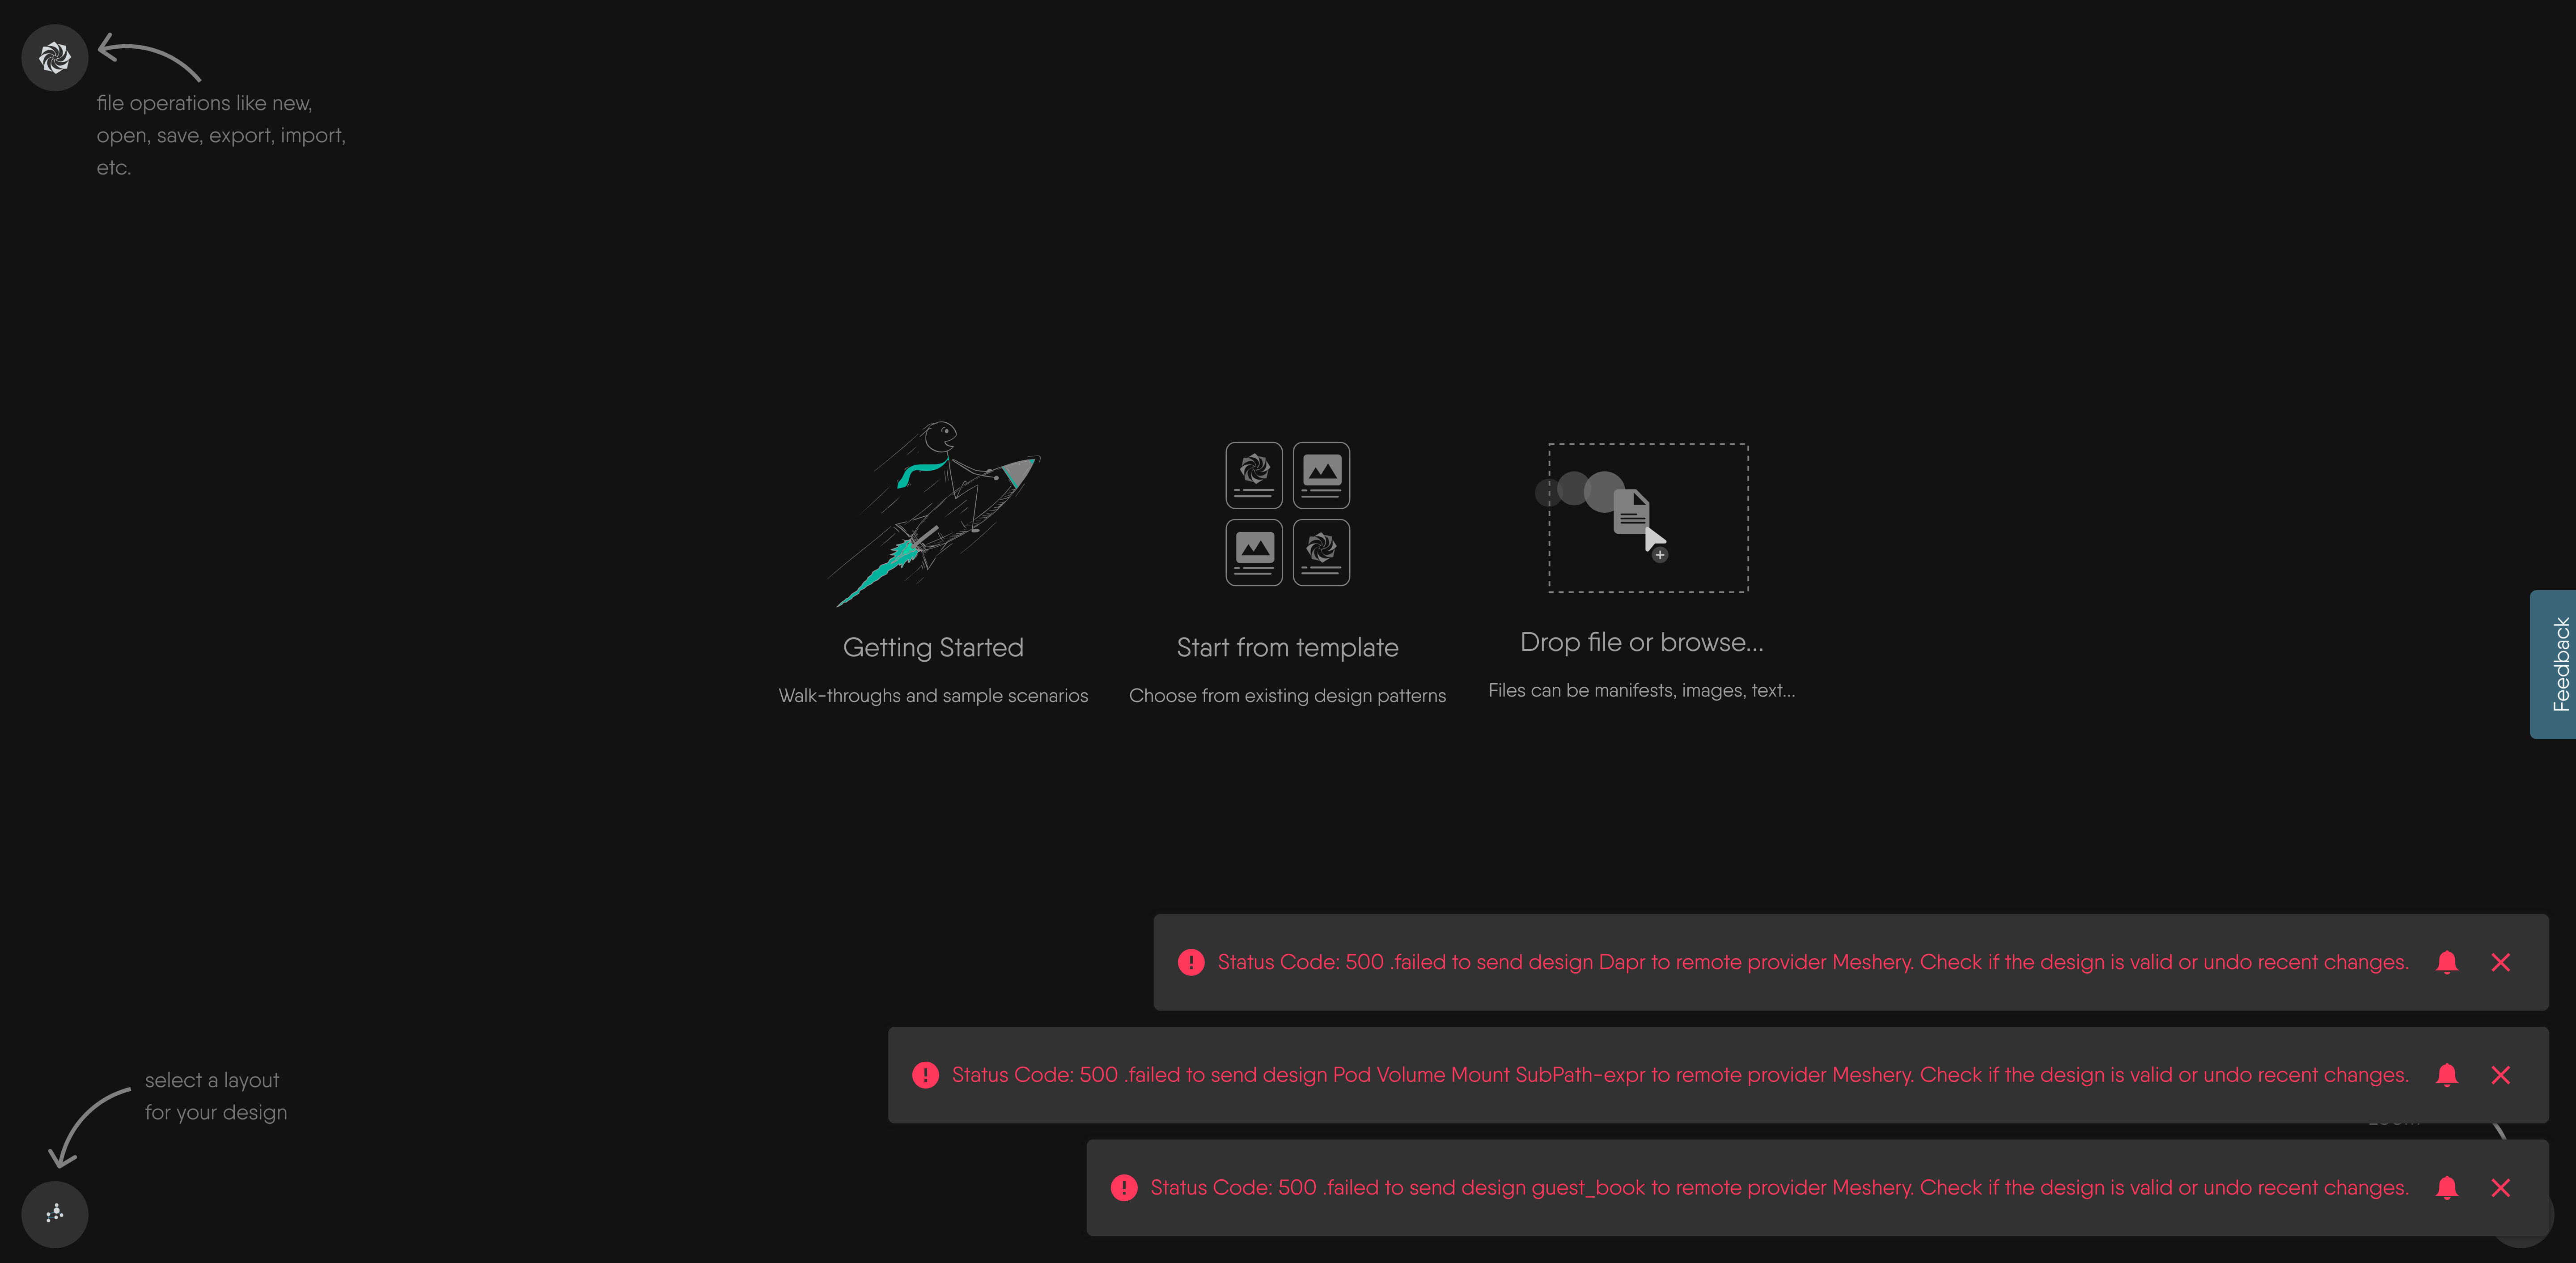 file operations like new,
open, save, export, import,
etc.
Getting Started
Walk-throughs and sample scenarios
Start from template
Choose from existing design patterns
Drop file or browse...
Files can be manifests, images, text...
Feedback
Status Code: 500 .failed to send design Dapr to remote provider Meshery. Check if the design is valid or undo recent changes.
Status Code: 500 .failed to send design Pod Volume Mount SubPath-expr to remote provider Meshery. Check if the design is valid or undo recent changes.
Status Code: 500 .failed to send design guest_book to remote provider Meshery. Check if the design is valid or undo recent changes.
select a layout
for your design